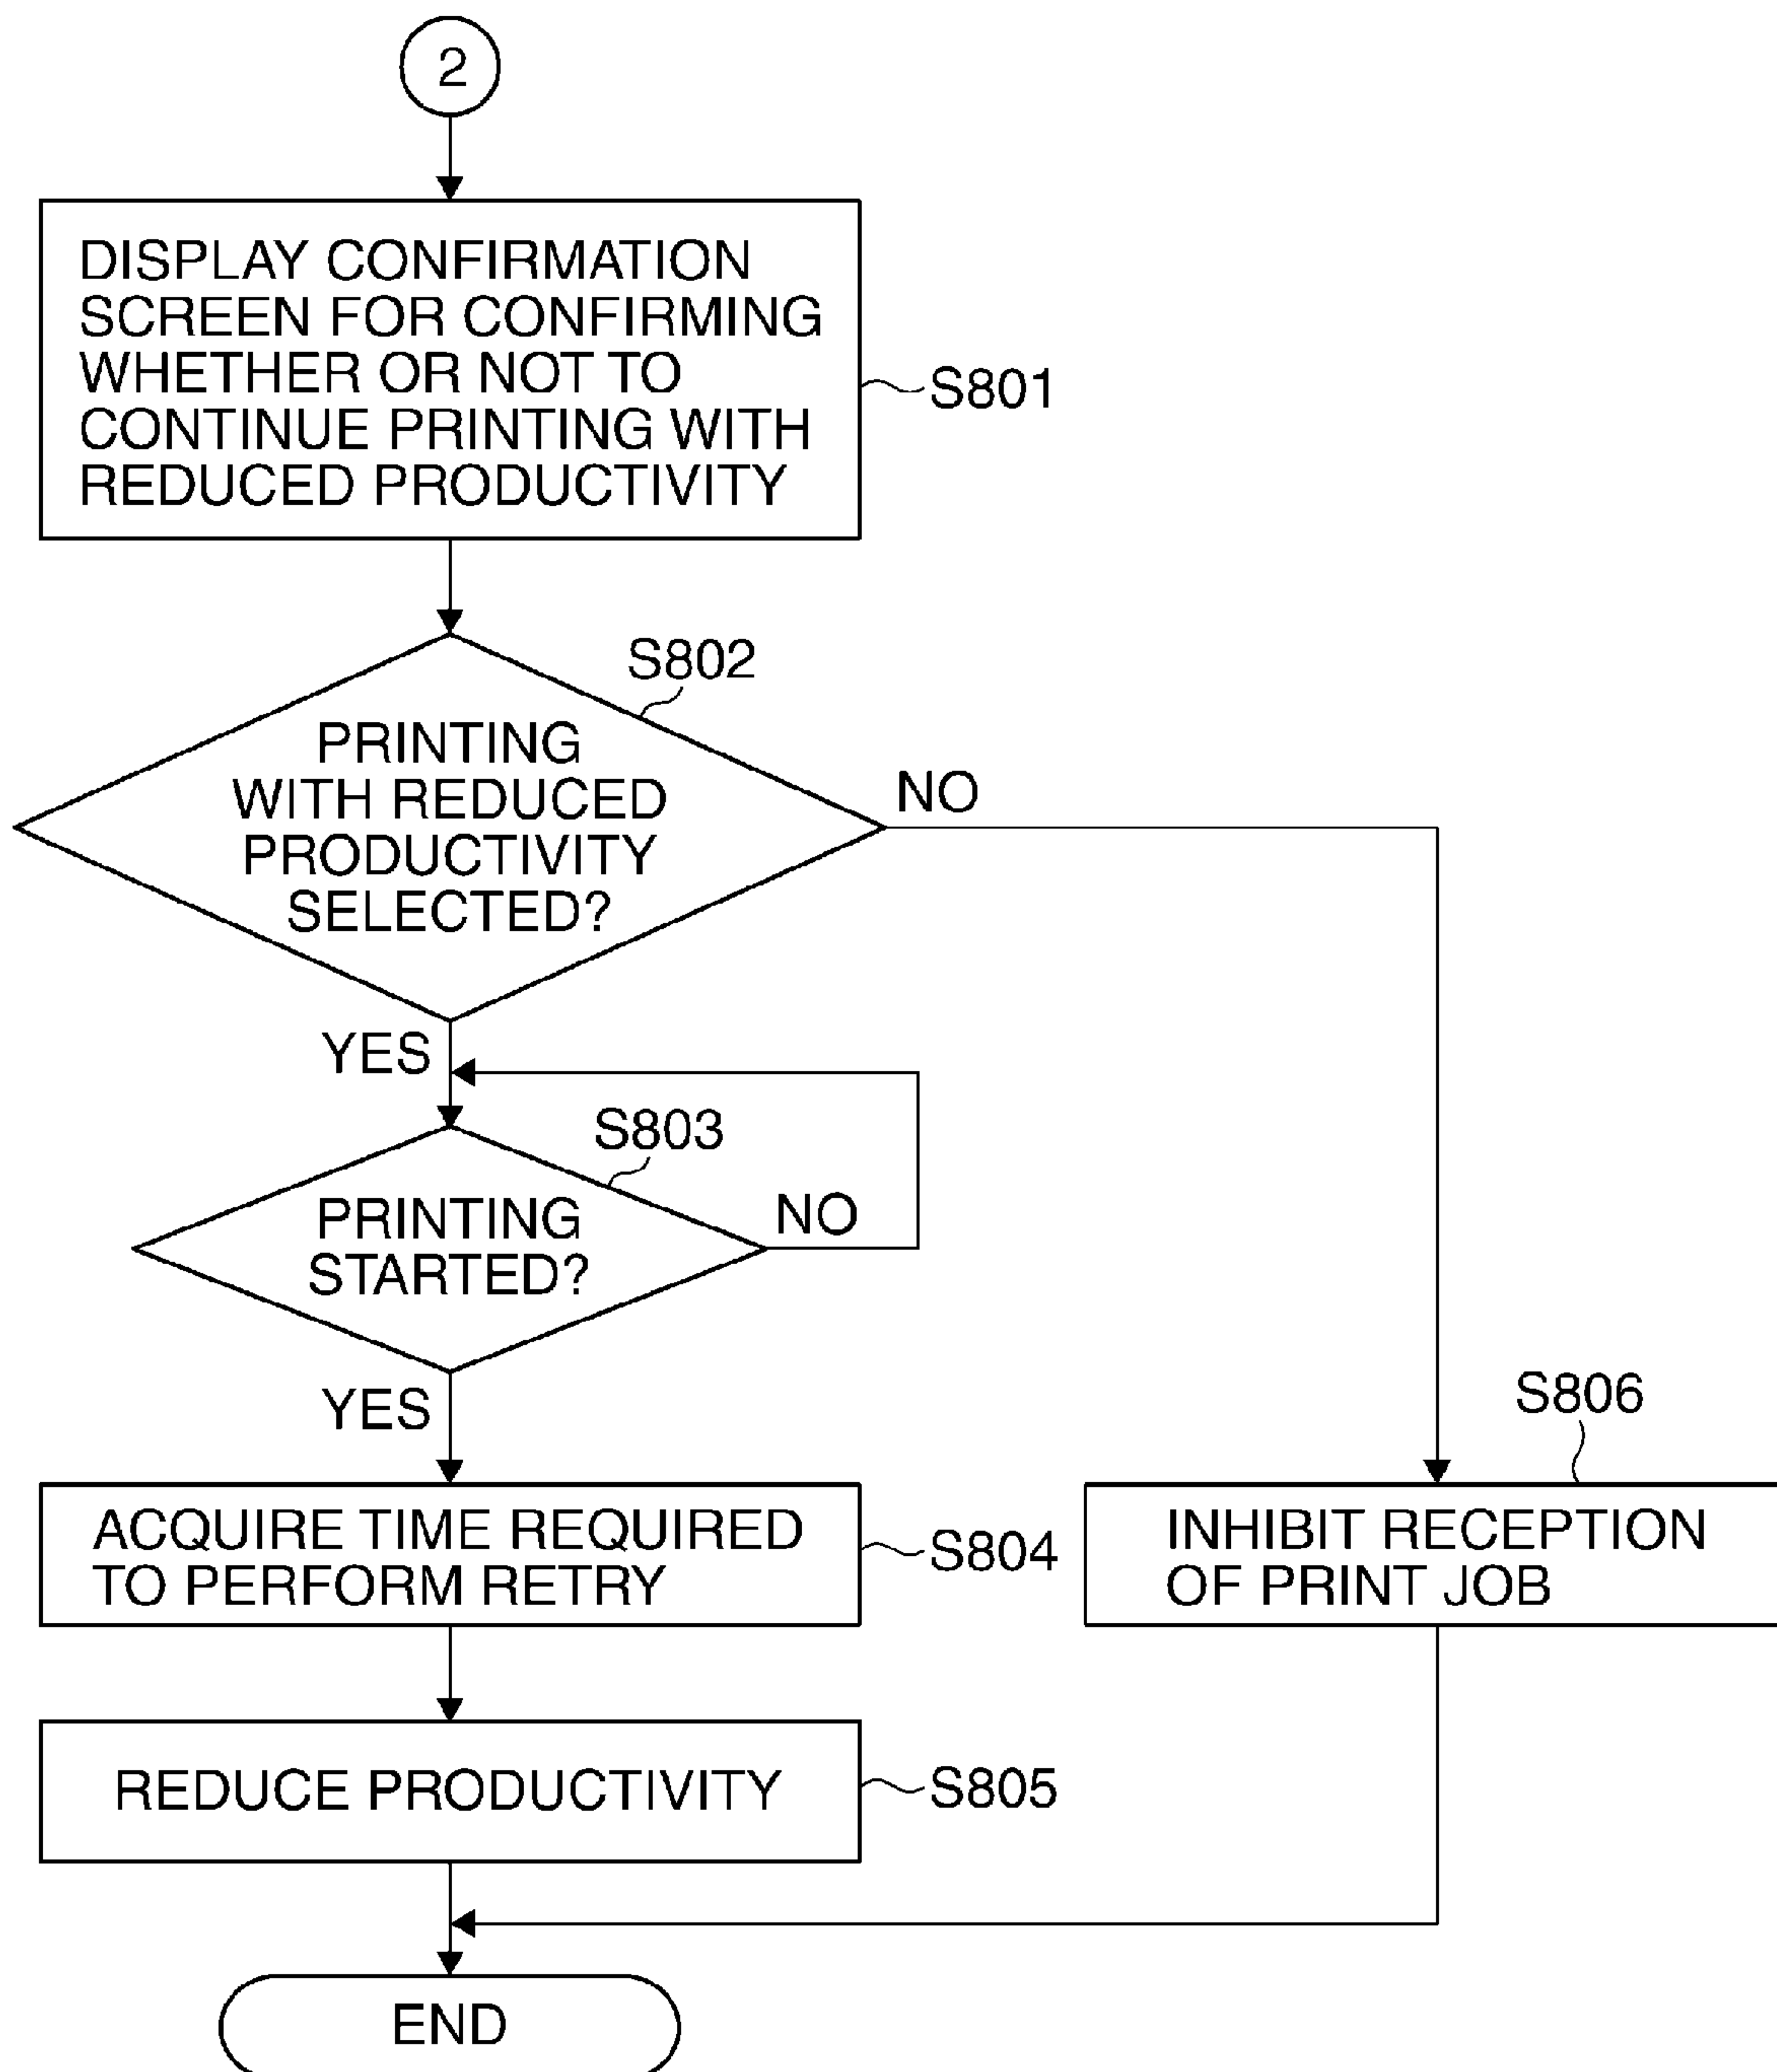 2
DISPLAY CONFIRMATION
SCREEN FOR CONFIRMING
WHETHER OR NOT TO
CONTINUE PRINTING WITH
REDUCED PRODUCTIVITY
S801
S802
PRINTING
WITH REDUCED
PRODUCTIVITY
SELECTED?
NO
YES
S803
PRINTING
STARTED?
NO
YES
S804
ACQUIRE TIME REQUIRED
TO PERFORM RETRY
S806
INHIBIT RECEPTION
OF PRINT JOB
REDUCE PRODUCTIVITY
S805
END